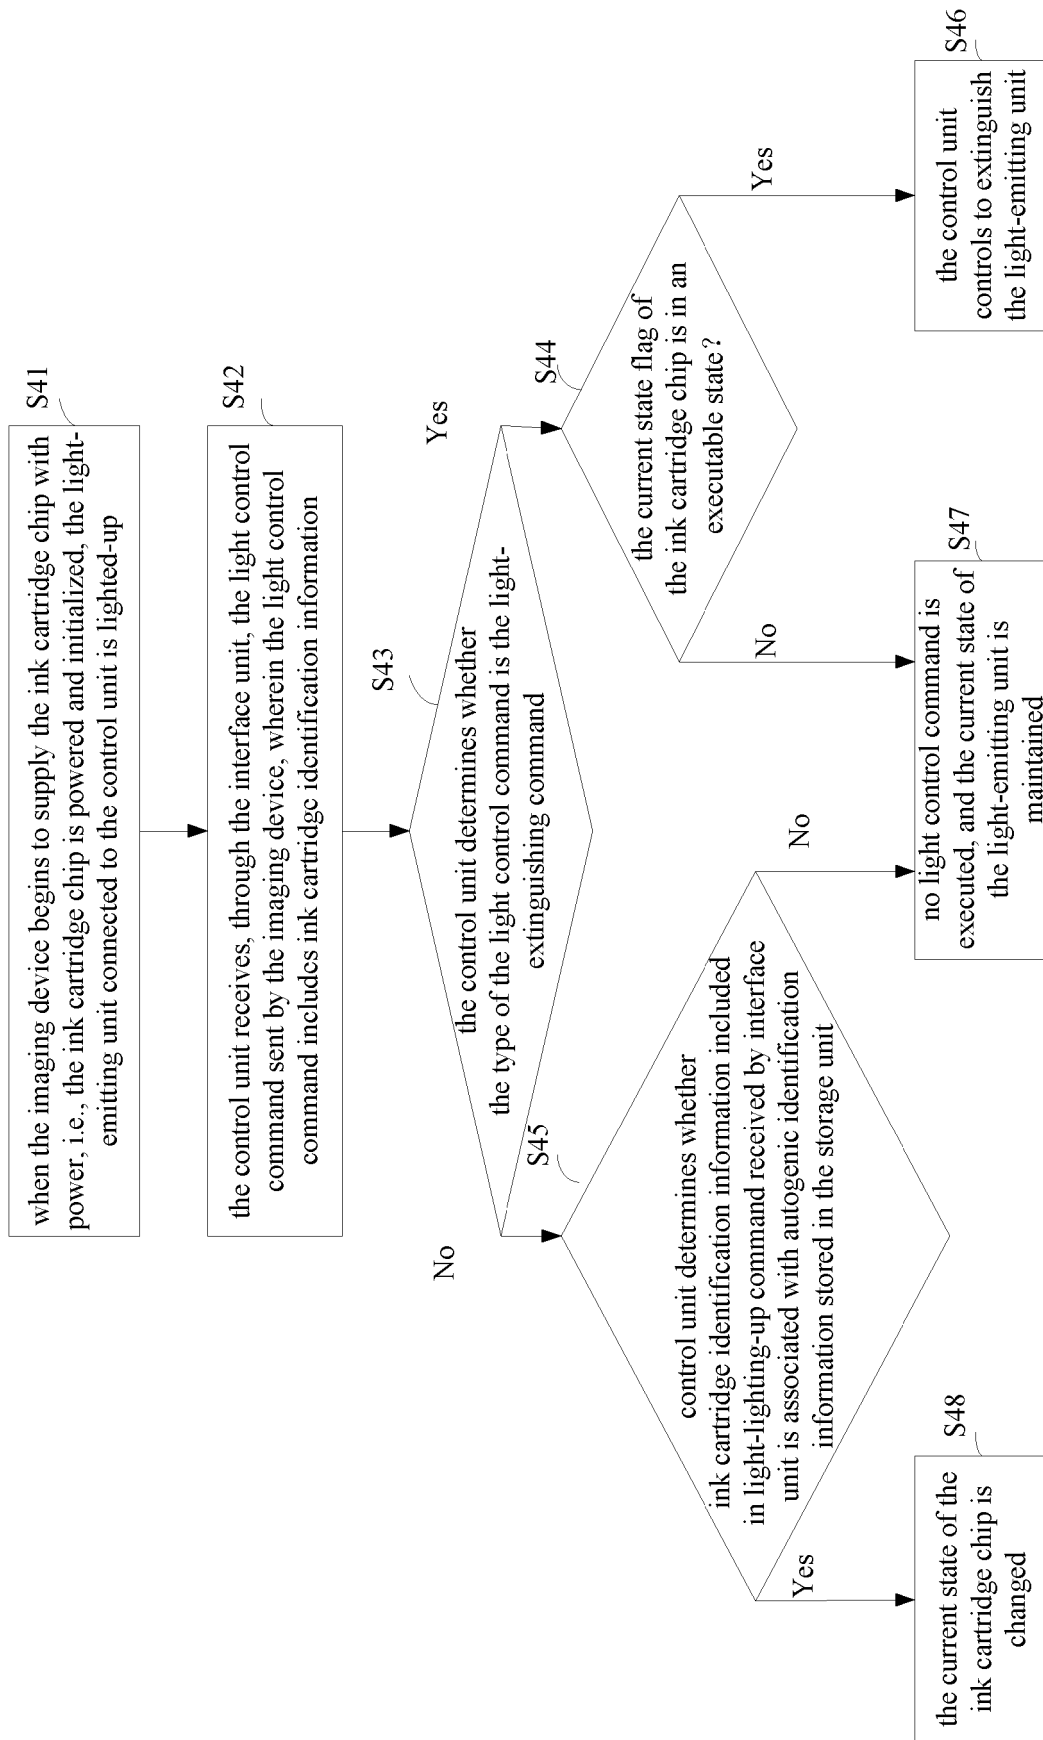 S41
when the imaging device begins to supply the ink cartridge chip with
power, i.e., the ink cartridge chip is powered and initialized, the light-
emitting unit connected to the control unit is lighted-up
S42
the control unit receives, through the interface unit, the light control
command sent by the imaging device, wherein the light control
command includes ink cartridge identification information
S43
the control unit determines whether
the type of the light control command is the light-
extinguishing command
No
Yes
S45
control unit determines whether
ink cartridge identification information included
in light-lighting-up command received by interface
unit is associated with autogenic identification
information stored in the storage unit
S44
the current state flag of
the ink cartridge chip is in an
executable state?
Yes
No
No
Yes
S48
the current state of the
ink cartridge chip is
changed
S47
no light control command is
executed, and the current state of
the light-emitting unit is
maintained
S46
the control unit
controls to extinguish
the light-emitting unit